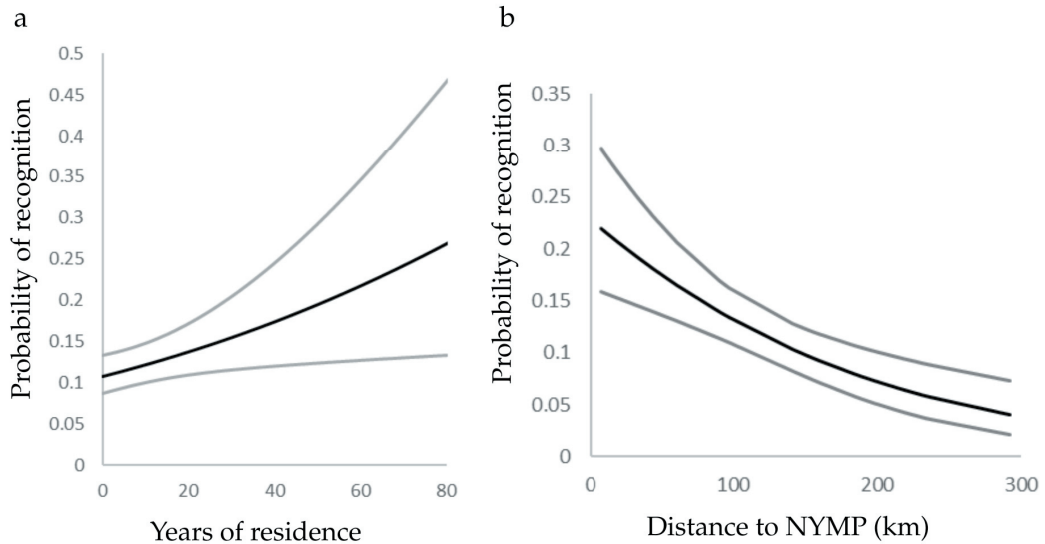 a
Probability of recognition
0.5
0.45
0.4
0.35
0.3
0.25
0.2
0.15
0.1
0.05
0
0 20 40 60 80
Years of residence
b
Probability of recognition
0.35
0.3
0.25
0.2
0.15
0.1
0.05
0
0 100 200 300
Distance to NYMP (km)